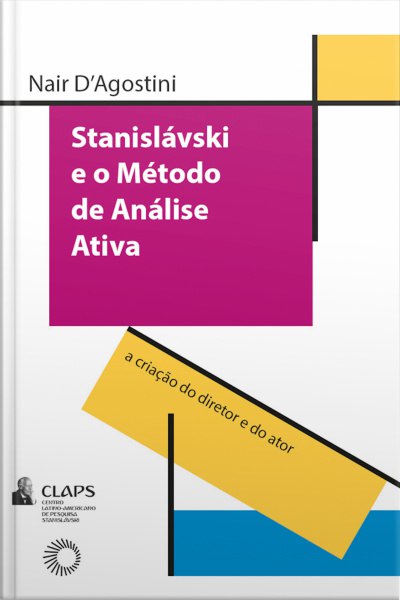 Nair D'Agostini
Stanislávski
e o Método
de Análise
Ativa
a criação do diretor e do ator
CLAPS
CENTRO
LATINO-AMERICANO
DE PESQUISA
STANISLÁVSKI